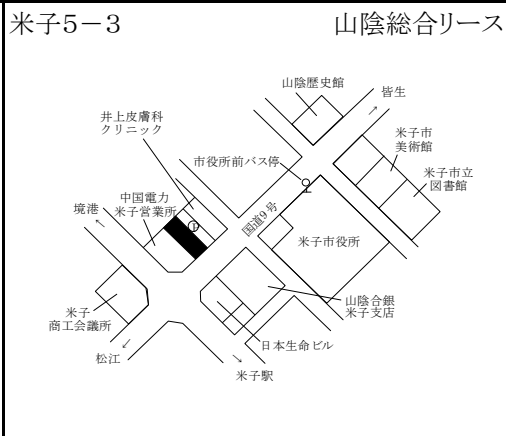 米子5－3
山陰総合リース
山陰歴史館
皆生
井上皮膚科
クリニック
米子市
美術館
市役所前バス停
米子市立
図書館
中国電力
米子営業所
境港
P
国道9号
米子市役所
米子
商工会議所
山陰合銀
米子支店
日本生命ビル
松江
米子駅